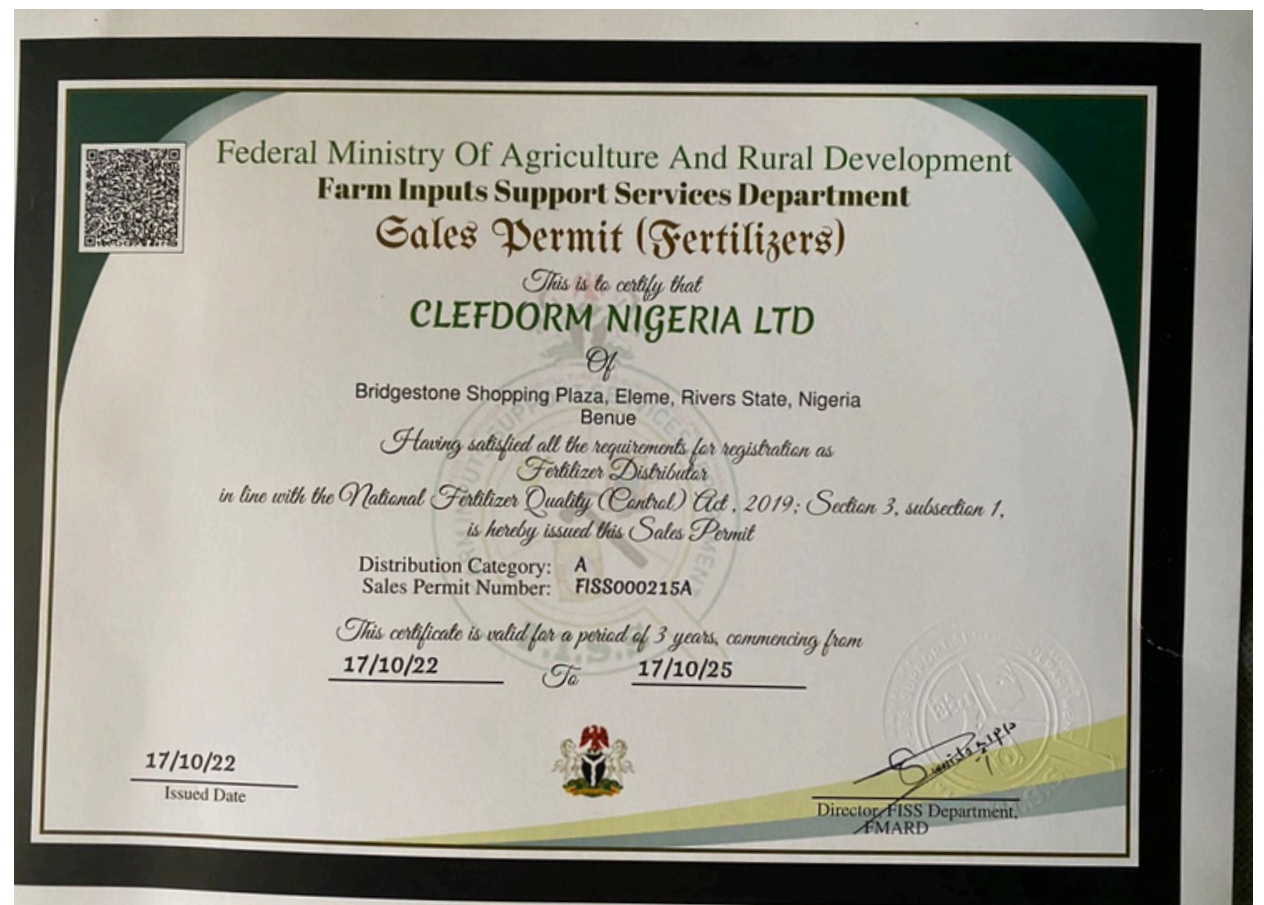 Federal Ministry Of Agriculture And Rural Development
Farm Inputs Support Services Department
Sales Permit (Fertilizers)
This is to certify that
CLEFDORM NIGERIA LTD
Of
Bridgestone Shopping Plaza, Eleme, Rivers State, Nigeria
Benue
Having satisfied all the requirements for registration as
Fertilizer Distributor
in line with the National Fertilizer Quality (Control) Act, 2019; Section 3, subsection 1,
is hereby issued this Sales Permit
Distribution Category: A
Sales Permit Number: FISS000215A
This certificate is valid for a period of 3 years, commencing from
17/10/22 To 17/10/25
17/10/22
Issued Date
Director, FISS Department,
FMARD